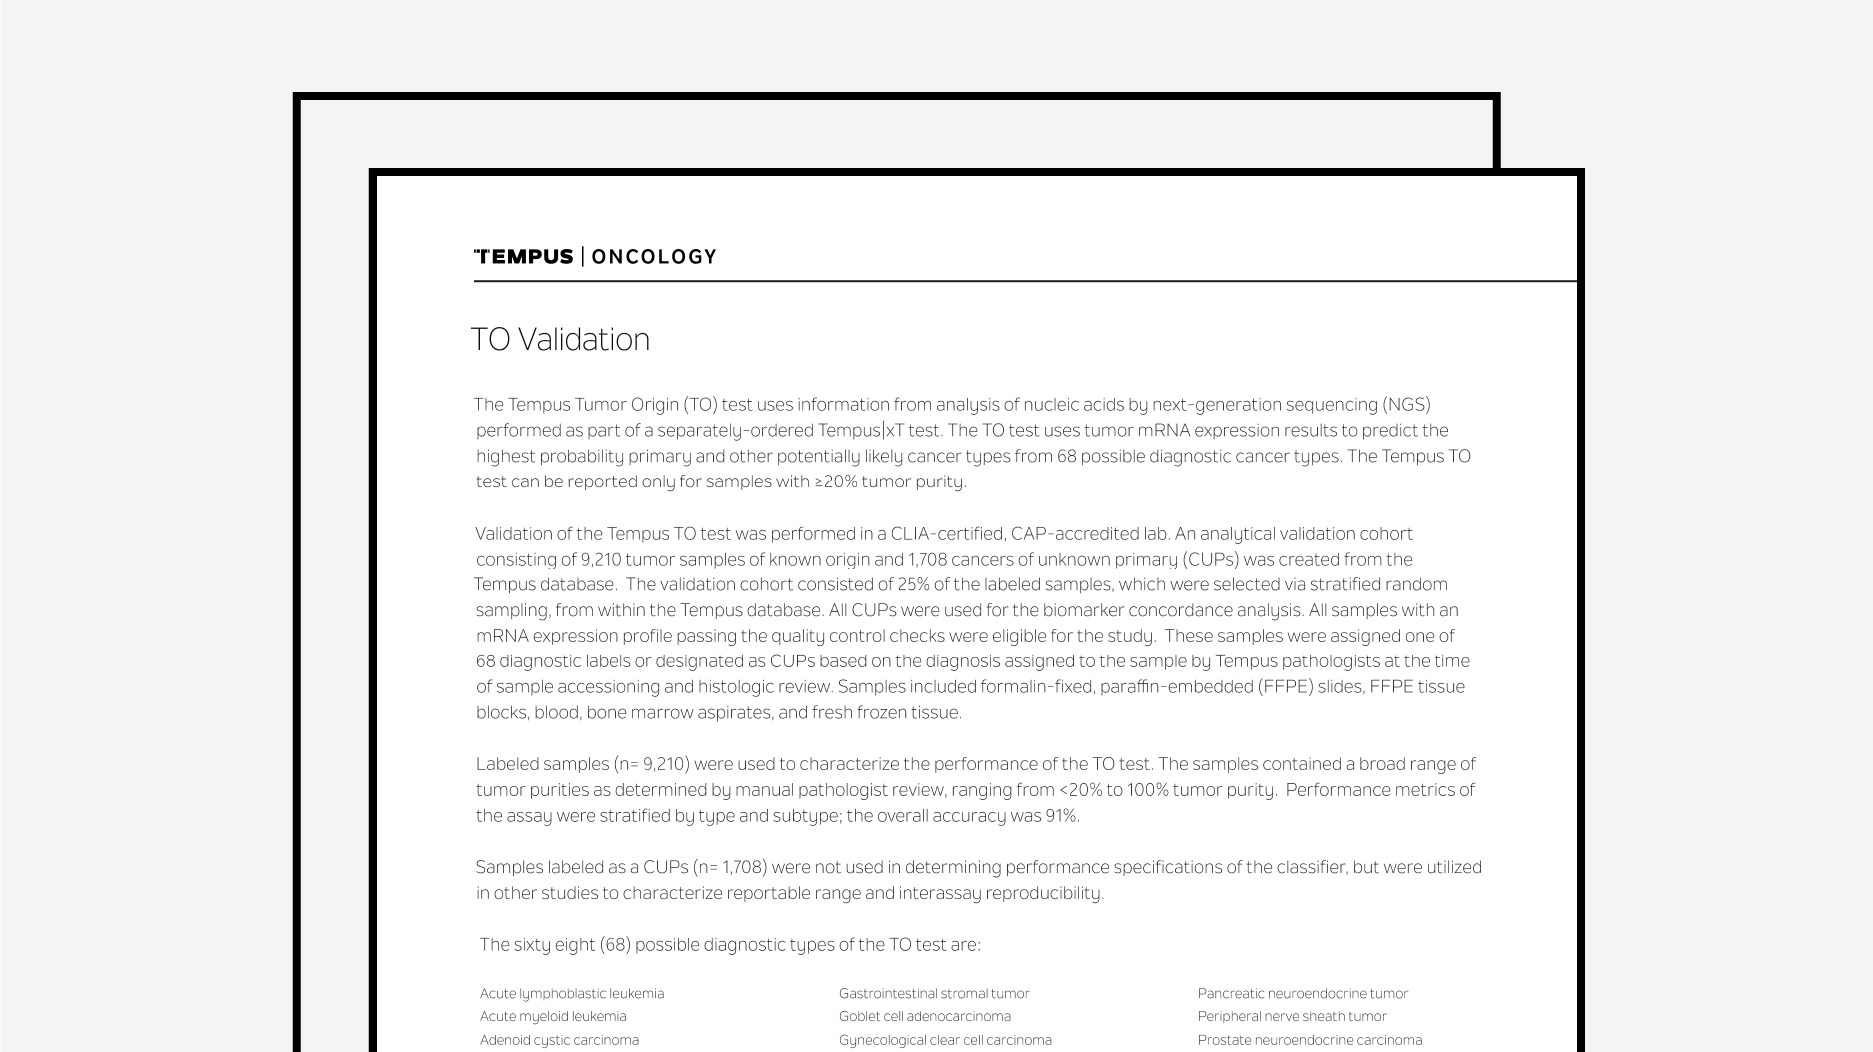 TEMPUS | ONCOLOGY
TO Validation
The Tempus Tumor Origin (TO) test uses information from analysis of nucleic acids by next-generation sequencing (NGS)
performed as part of a separately-ordered Tempus|xT test. The TO test uses tumor mRNA expression results to predict the
highest probability primary and other potentially likely cancer types from 68 possible diagnostic cancer types. The Tempus TO
test can be reported only for samples with ≥20% tumor purity.
Validation of the Tempus TO test was performed in a CLIA-certified, CAP-accredited lab. An analytical validation cohort
consisting of 9,210 tumor samples of known origin and 1,708 cancers of unknown primary (CUPs) was created from the
Tempus database.  The validation cohort consisted of 25% of the labeled samples, which were selected via stratified random
sampling, from within the Tempus database. All CUPs were used for the biomarker concordance analysis. All samples with an
mRNA expression profile passing the quality control checks were eligible for the study.  These samples were assigned one of
68 diagnostic labels or designated as CUPs based on the diagnosis assigned to the sample by Tempus pathologists at the time
of sample accessioning and histologic review. Samples included formalin-fixed, paraffin-embedded (FFPE) slides, FFPE tissue
blocks, blood, bone marrow aspirates, and fresh frozen tissue.
Labeled samples (n= 9,210) were used to characterize the performance of the TO test. The samples contained a broad range of
tumor purities as determined by manual pathologist review, ranging from <20% to 100% tumor purity.  Performance metrics of
the assay were stratified by type and subtype; the overall accuracy was 91%.
Samples labeled as a CUPs (n= 1,708) were not used in determining performance specifications of the classifier, but were utilized
in other studies to characterize reportable range and interassay reproducibility.
The sixty eight (68) possible diagnostic types of the TO test are:
Acute lymphoblastic leukemia
Acute myeloid leukemia
Adenoid cystic carcinoma
Gastrointestinal stromal tumor
Goblet cell adenocarcinoma
Gynecological clear cell carcinoma
Pancreatic neuroendocrine tumor
Peripheral nerve sheath tumor
Prostate neuroendocrine carcinoma